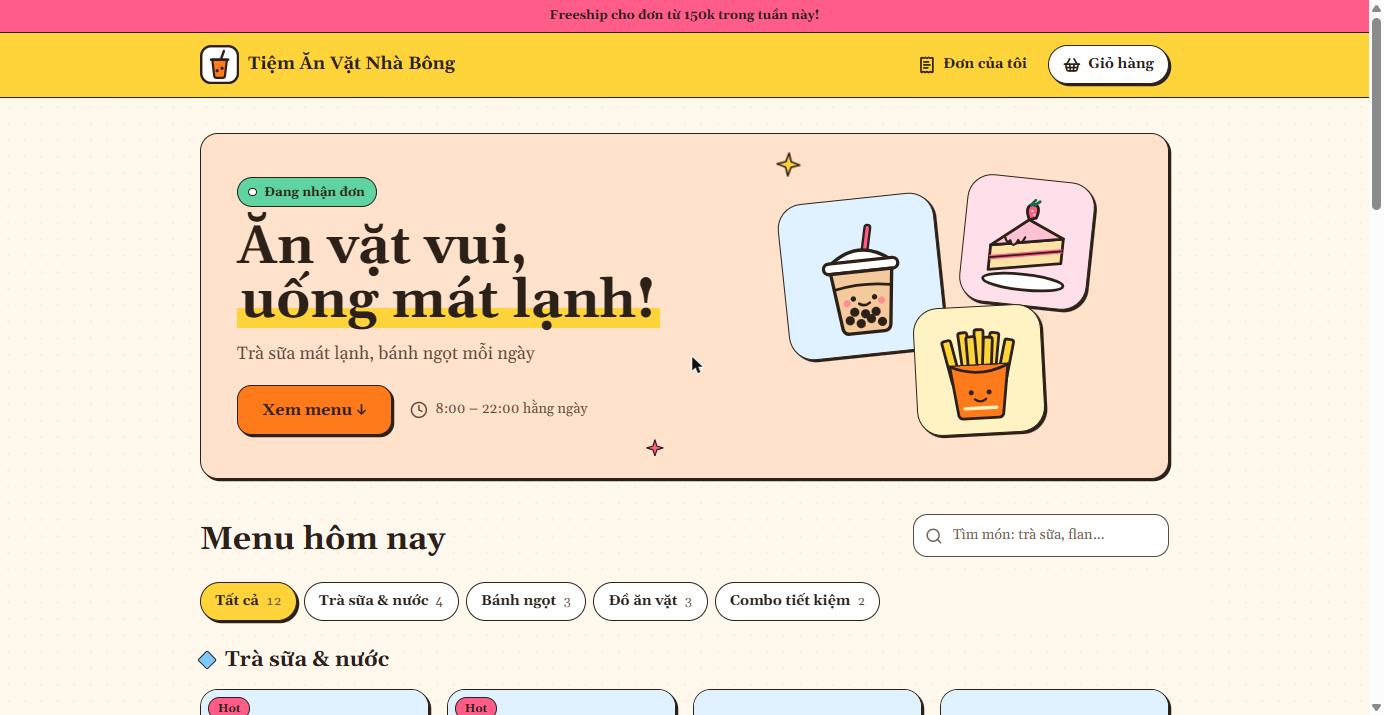 Freeship cho đơn từ 150k trong tuần này!
Tiệm Ăn Vặt Nhà Bông
Đơn của tôi
Giỏ hàng
Đang nhận đơn
Ăn vặt vui,
uống mát lạnh!
Trà sữa mát lạnh, bánh ngọt mỗi ngày
Xem menu ↓
8:00 – 22:00 hằng ngày
Menu hôm nay
Tìm món: trà sữa, flan...
Tất cả 12
Trà sữa & nước 4
Bánh ngọt 3
Đồ ăn vặt 3
Combo tiết kiệm 2
Trà sữa & nước
Hot
Hot